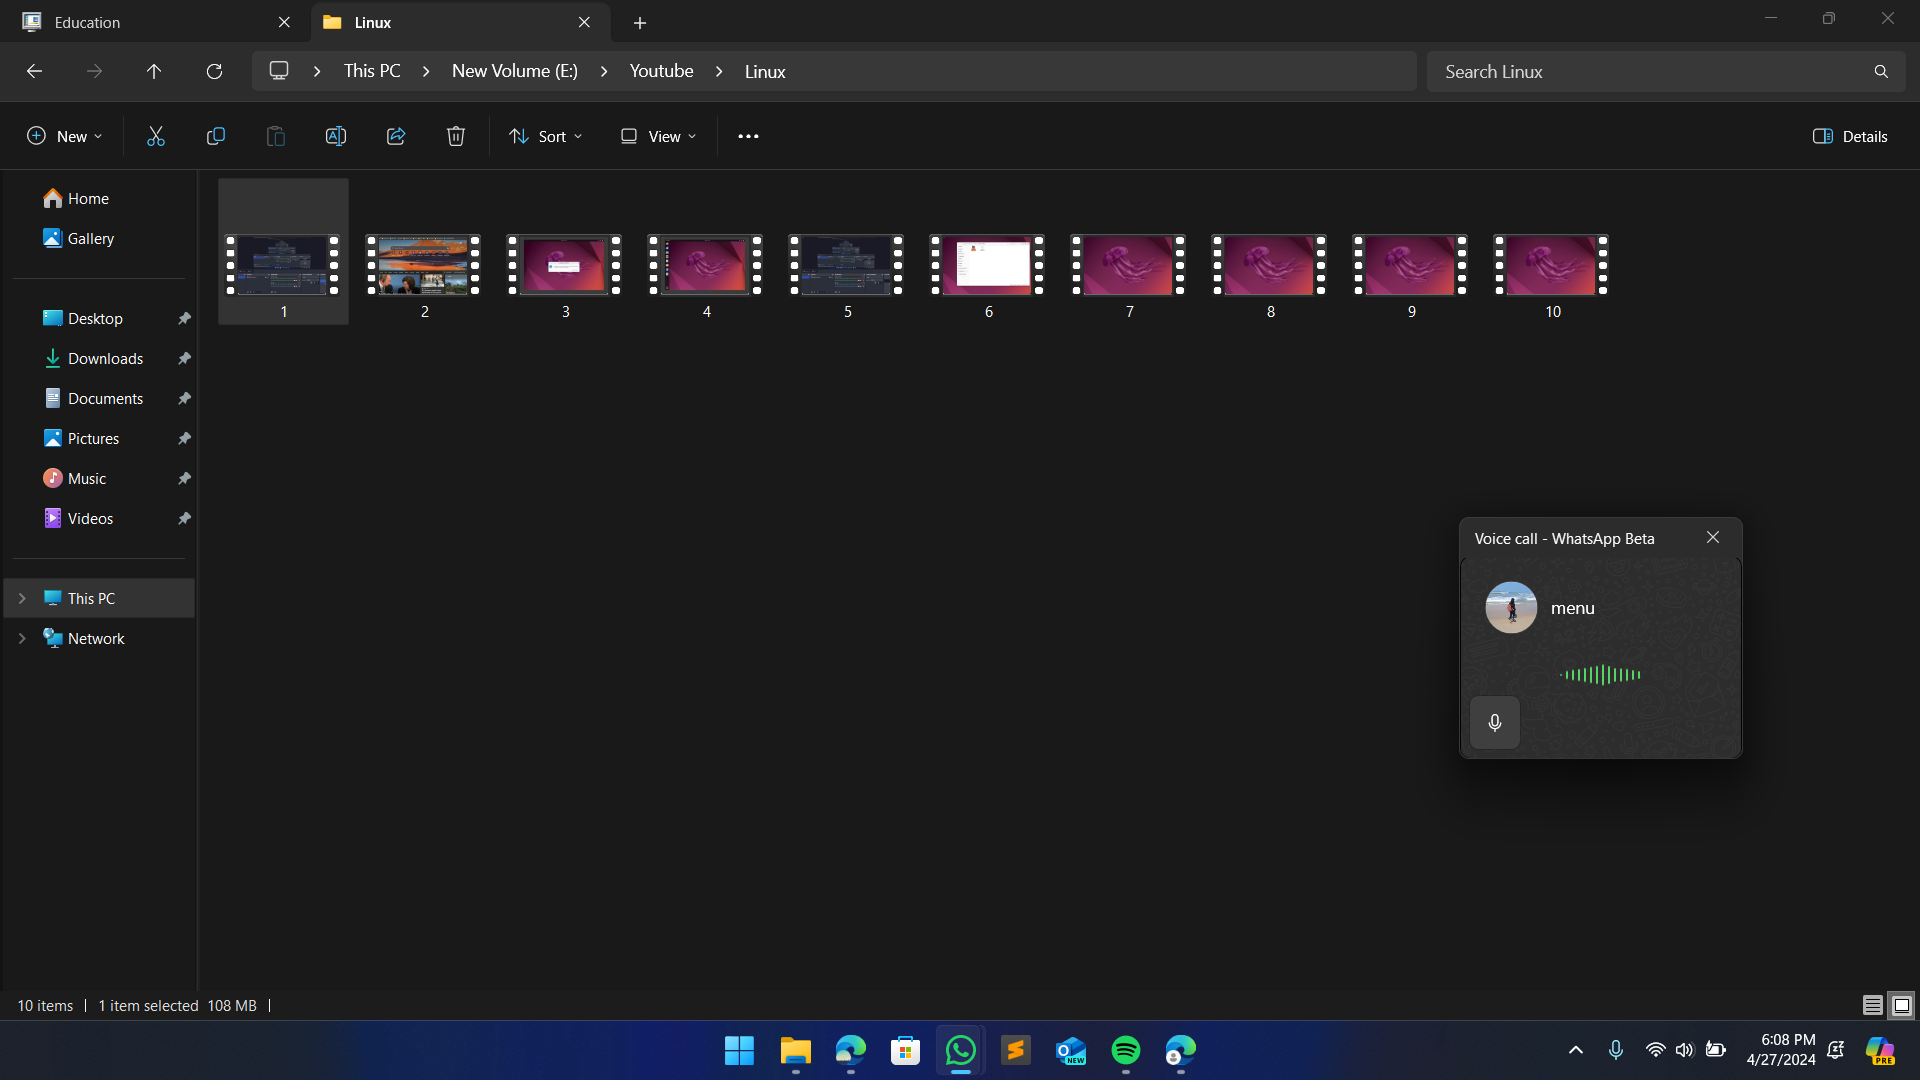 Education
Linux
This PC
New Volume (E:)
Youtube
Linux
Search Linux
New
Sort
View
Details
Home
Gallery
Desktop
Downloads
Documents
Pictures
Music
Videos
This PC
Network
1
2
3
4
5
6
7
8
9
10
Voice call - WhatsApp Beta
menu
10 items
1 item selected 108 MB
NEW
6:08 PM
4/27/2024
PRE